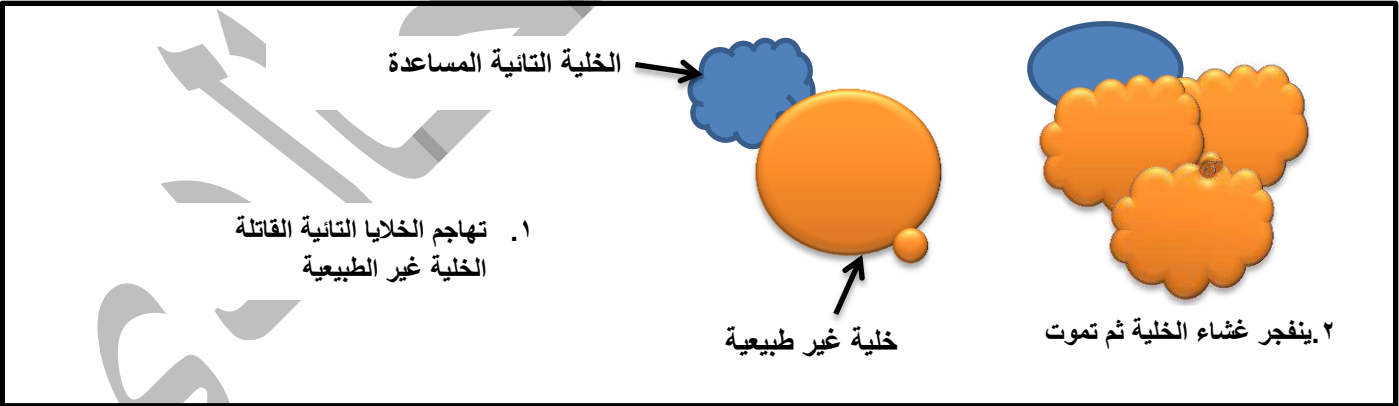 الخلية التائية المساعدة
١. تهاجم الخلايا التائية القاتلة
الخلية غير الطبيعية
خلية غير طبيعية
٢.ينفجر غشاء الخلية ثم تموت